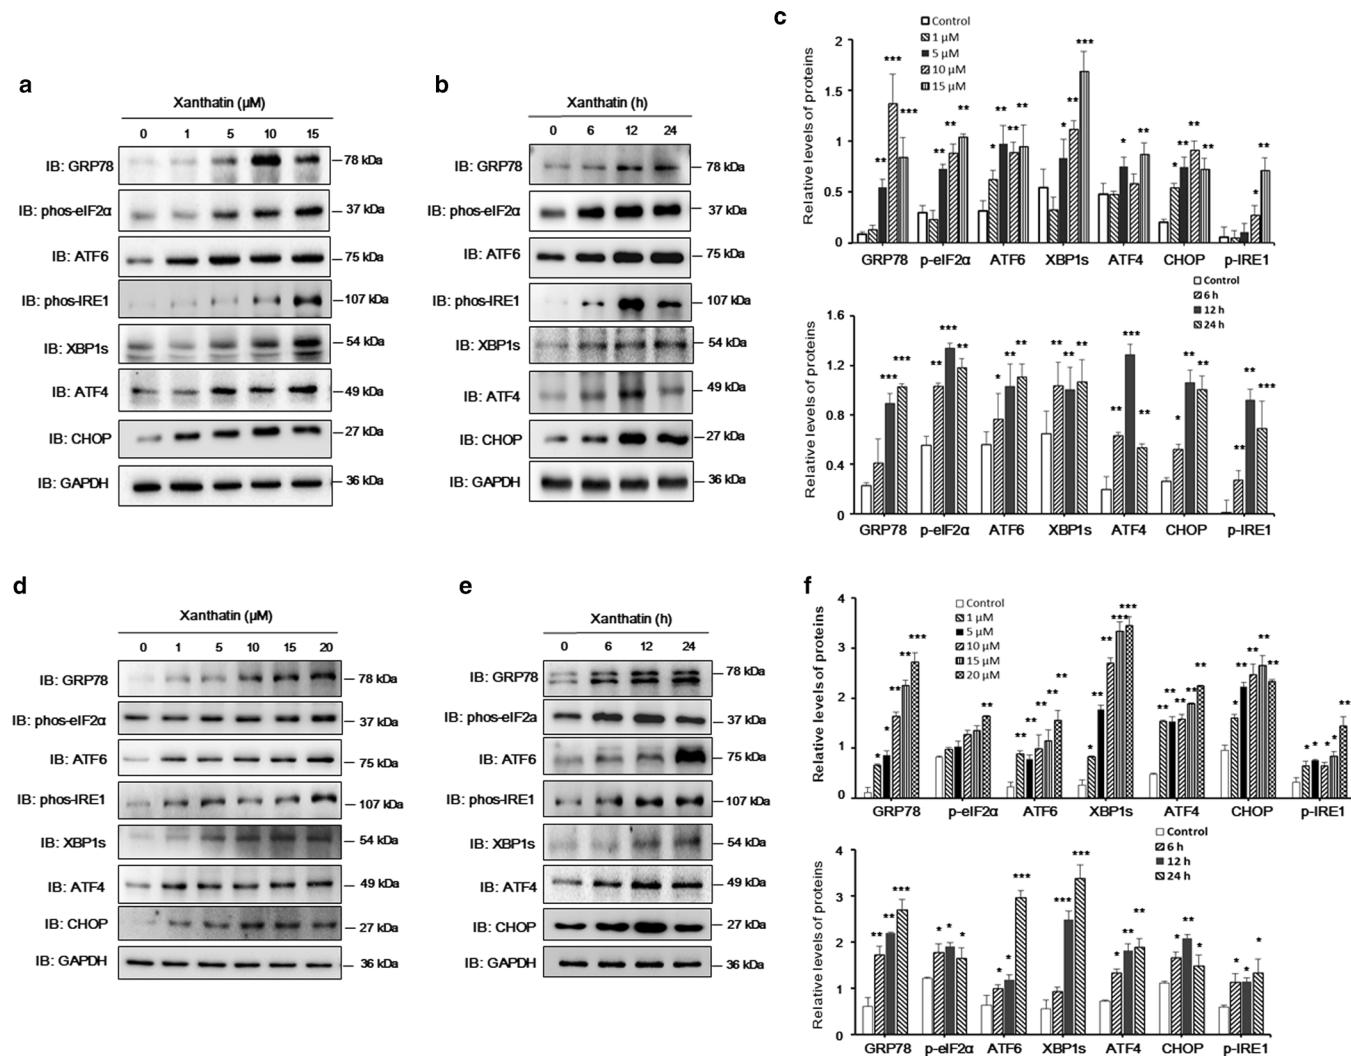 a
Xanthatin (μM)
0 1 5 10 15
IB: GRP78 78 kDa
IB: phos-eIF2α 37 kDa
IB: ATF6 75 kDa
IB: phos-IRE1 107 kDa
IB: XBP1s 54 kDa
IB: ATF4 49 kDa
IB: CHOP 27 kDa
IB: GAPDH 36 kDa
b
Xanthatin (h)
0 6 12 24
IB: GRP78 78 kDa
IB: phos-eIF2α 37 kDa
IB: ATF6 75 kDa
IB: phos-IRE1 107 kDa
IB: XBP1s 54 kDa
IB: ATF4 49 kDa
IB: CHOP 27 kDa
IB: GAPDH 36 kDa
c
Control
1 μM
5 μM
10 μM
15 μM
Relative levels of proteins
2
1.5
1
0.5
0
*** *** ** ** ** ** * ** ** ** * ** *** * ** * ** ** ** * **
GRP78 p-eIF2α ATF6 XBP1s ATF4 CHOP p-IRE1
Control
6 h
12 h
24 h
Relative levels of proteins
1.6
1.2
0.8
0.4
0
*** *** ** *** ** * ** ** ** ** ** ** *** ** * ** ** ** ** ***
GRP78 p-eIF2α ATF6 XBP1s ATF4 CHOP p-IRE1
d
Xanthatin (μM)
0 1 5 10 15 20
IB: GRP78 78 kDa
IB: phos-eIF2α 37 kDa
IB: ATF6 75 kDa
IB: phos-IRE1 107 kDa
IB: XBP1s 54 kDa
IB: ATF4 49 kDa
IB: CHOP 27 kDa
IB: GAPDH 36 kDa
e
Xanthatin (h)
0 6 12 24
IB: GRP78 78 kDa
IB: phos-eIF2a 37 kDa
IB: ATF6 75 kDa
IB: phos-IRE1 107 kDa
IB: XBP1s 54 kDa
IB: ATF4 49 kDa
IB: CHOP 27 kDa
IB: GAPDH 36 kDa
f
Control
1 μM
5 μM
10 μM
15 μM
20 μM
Relative levels of proteins
4
3
2
1
0
* * ** ** *** ** ** ** * ** ** * ** ** *** *** ** ** ** ** ** * ** ** ** ** * * * * **
GRP78 p-eIF2α ATF6 XBP1s ATF4 CHOP p-IRE1
Control
6 h
12 h
24 h
Relative levels of proteins
4
3
2
1
0
** ** *** * * * * * *** *** *** * ** ** * ** * * * *
GRP78 p-eIF2α ATF6 XBP1s ATF4 CHOP p-IRE1